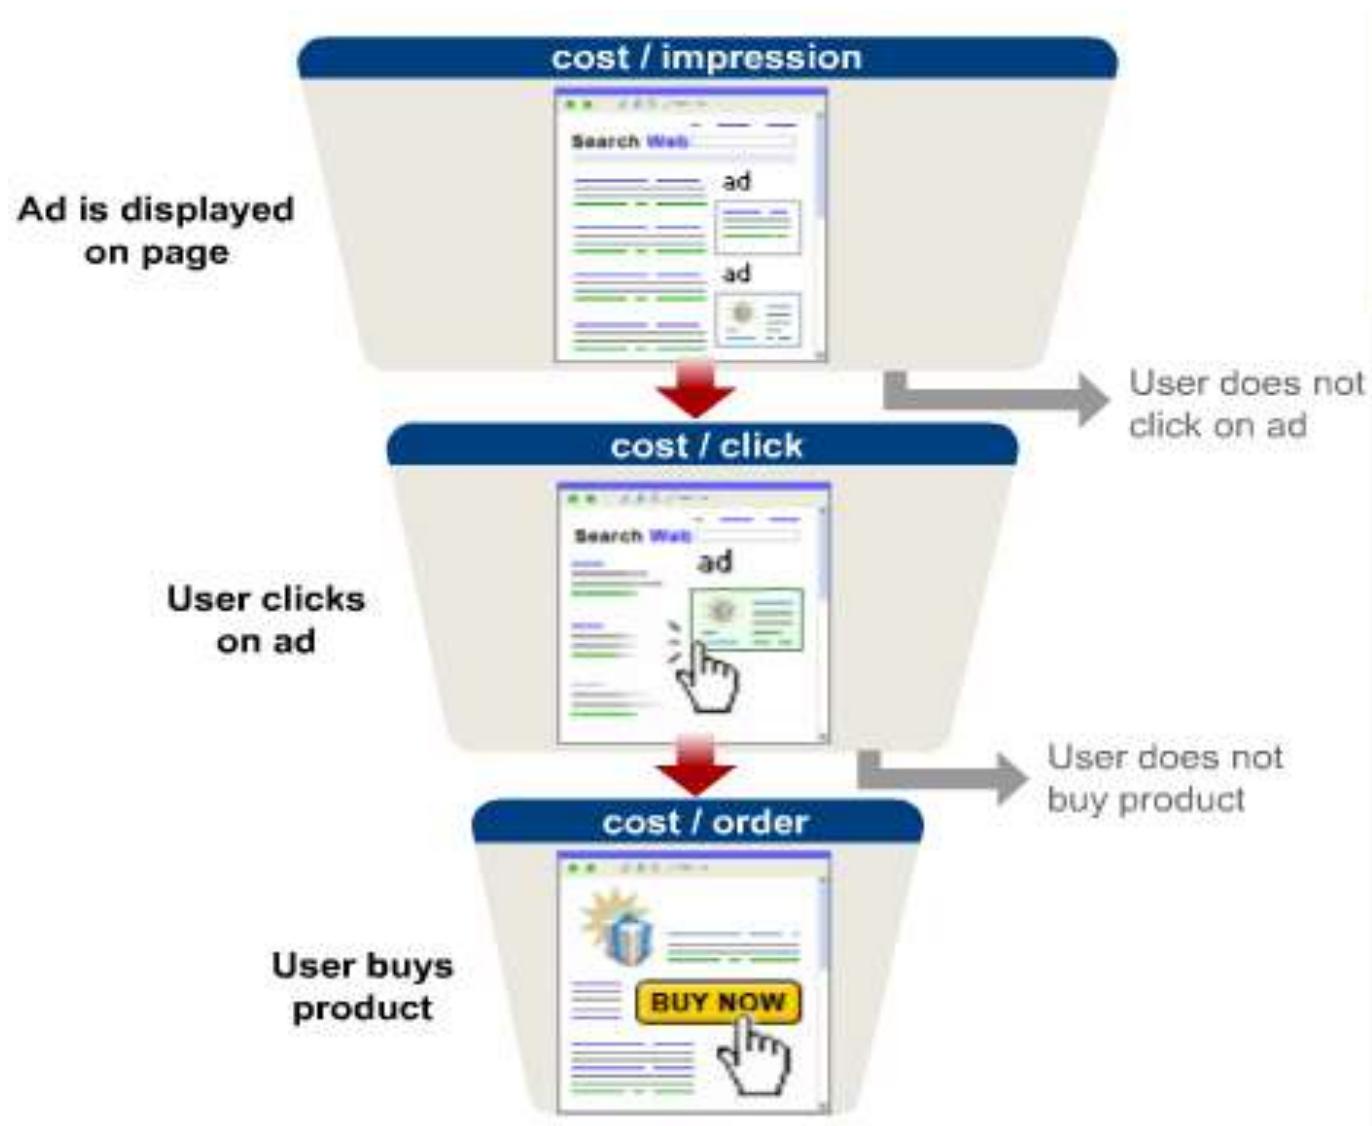 cost / impression
Search Web
ad
ad
Ad is displayed
on page
User does not
click on ad
cost / click
Search Web
ad
User clicks
on ad
User does not
buy product
cost / order
BUY NOW
User buys
product